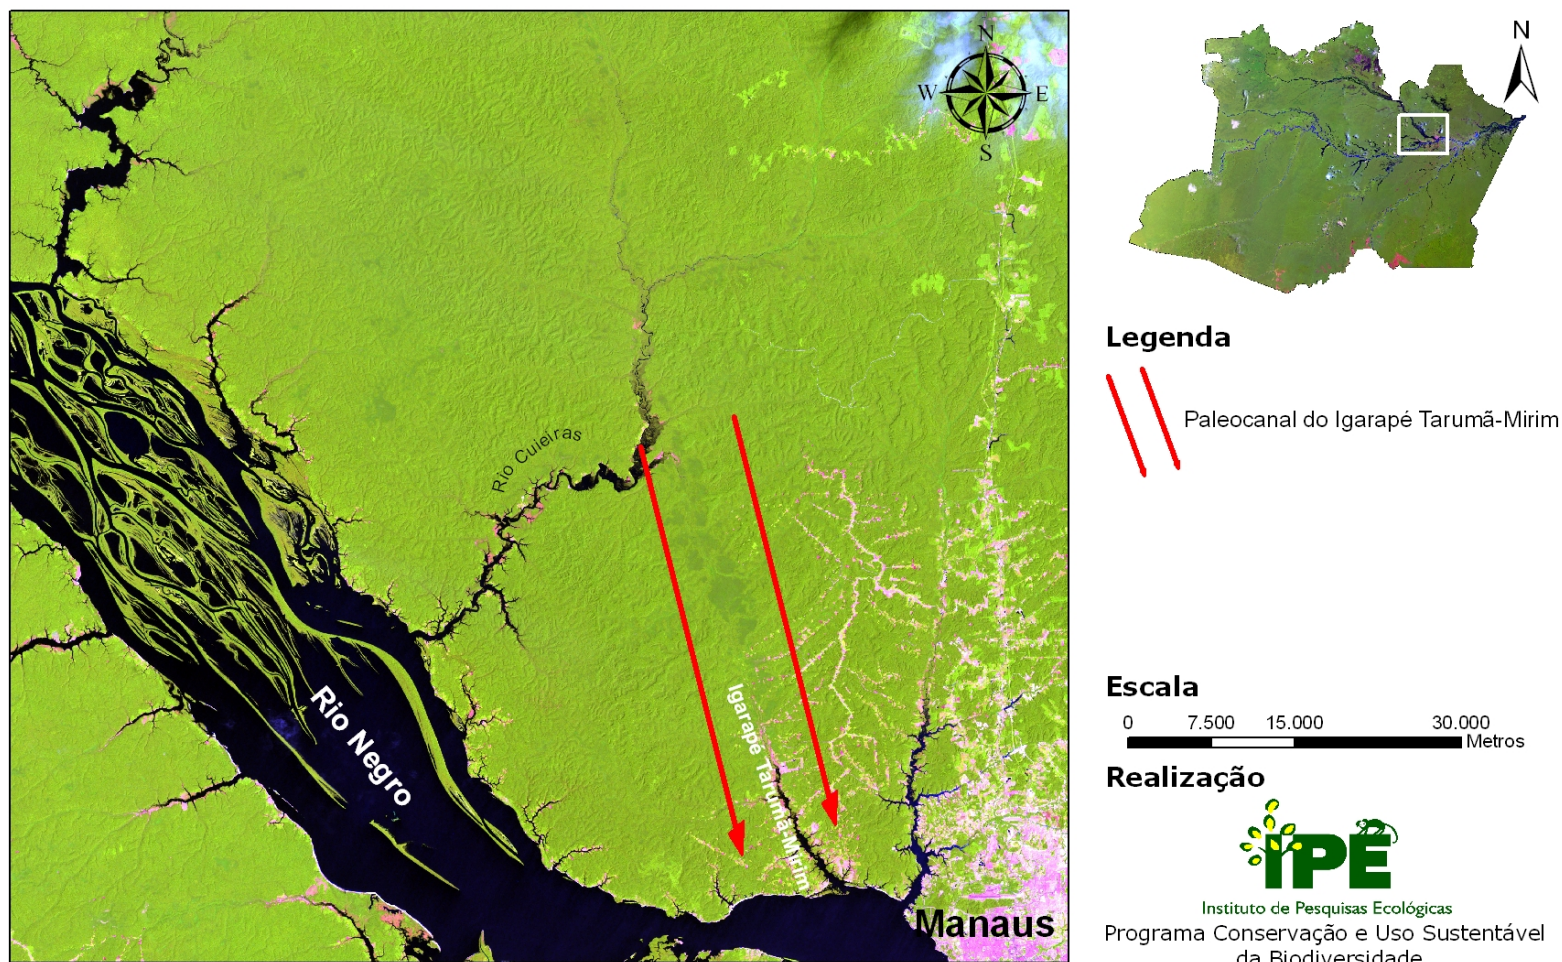 N
W
E
S
Rio Cuieiras
Rio Negro
Igarapé Tarumã-Mirim
Manaus
N
Legenda
Paleocanal do Igarapé Tarumã-Mirim
Escala
0 7.500 15.000 30.000
Metros
Realização
IPÊ
Instituto de Pesquisas Ecológicas
Programa Conservação e Uso Sustentável
da Biodiversidade